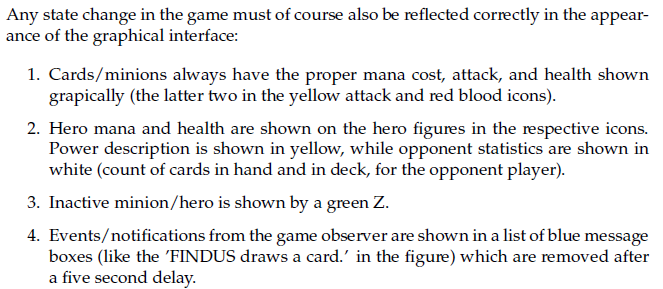 Any state change in the game must of course also be reflected correctly in the appear-
ance of the graphical interface:
1. Cards/minions always have the proper mana cost, attack, and health shown
grapically (the latter two in the yellow attack and red blood icons).
2. Hero mana and health are shown on the hero figures in the respective icons.
Power description is shown in yellow, while opponent statistics are shown in
white (count of cards in hand and in deck, for the opponent player).
3. Inactive minion/hero is shown by a green Z.
4. Events/notifications from the game observer are shown in a list of blue message
boxes (like the ’FINDUS draws a card.’ in the figure) which are removed after
a five second delay.